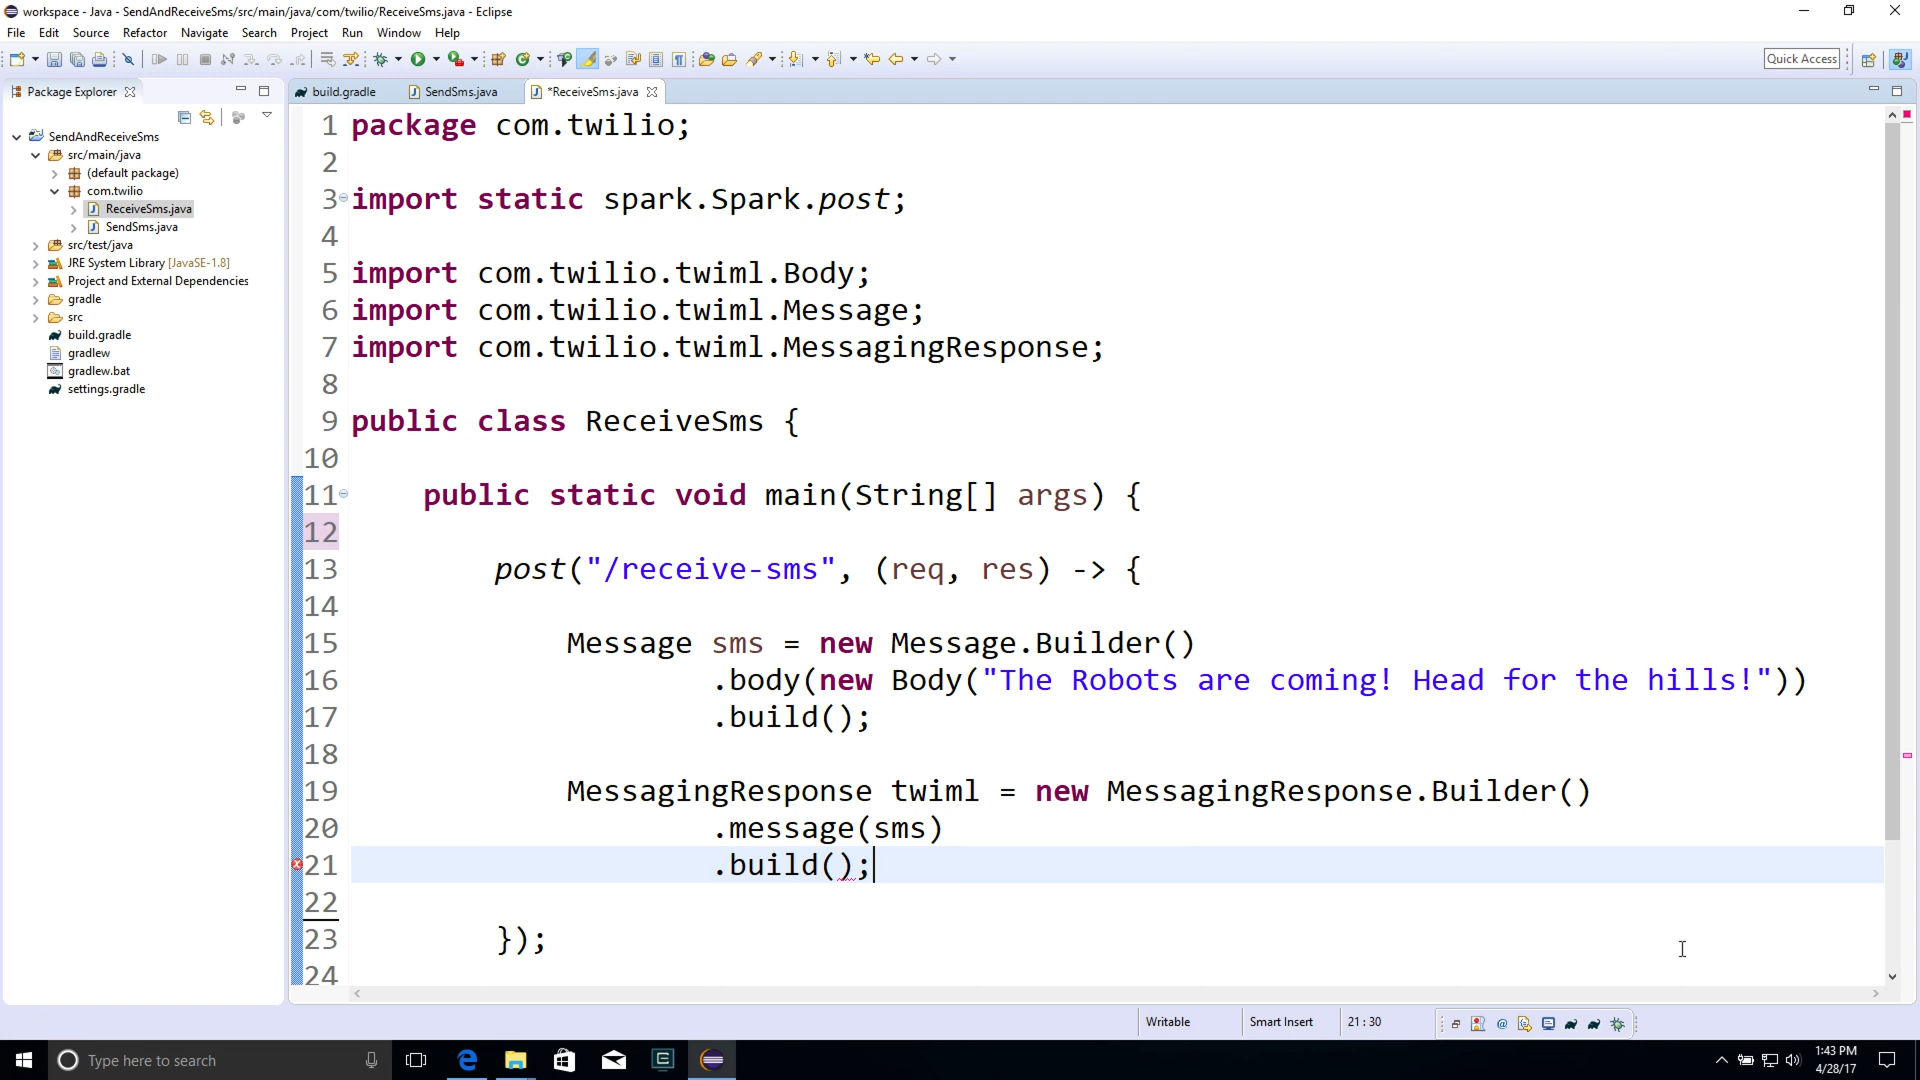 workspace - Java - SendAndReceiveSms/src/main/java/com/twilio/ReceiveSms.java - Eclipse
File Edit Source Refactor Navigate Search Project Run Window Help
Quick Access
Package Explorer
build.gradle
SendSms.java
*ReceiveSms.java
SendAndReceiveSms
src/main/java
(default package)
com.twilio
ReceiveSms.java
SendSms.java
src/test/java
JRE System Library [JavaSE-1.8]
Project and External Dependencies
gradle
src
build.gradle
gradlew
gradlew.bat
settings.gradle
1 package com.twilio;
2
3 import static spark.Spark.post;
4
5 import com.twilio.twiml.Body;
6 import com.twilio.twiml.Message;
7 import com.twilio.twiml.MessagingResponse;
8
9 public class ReceiveSms {
10
11 public static void main(String[] args) {
12
13 post("/receive-sms", (req, res) -> {
14
15 Message sms = new Message.Builder()
16 .body(new Body("The Robots are coming! Head for the hills!"))
17 .build();
18
19 MessagingResponse twiml = new MessagingResponse.Builder()
20 .message(sms)
21 .build();
22
23 });
24
Writable
Smart Insert
21 : 30
Type here to search
1:43 PM
4/28/17